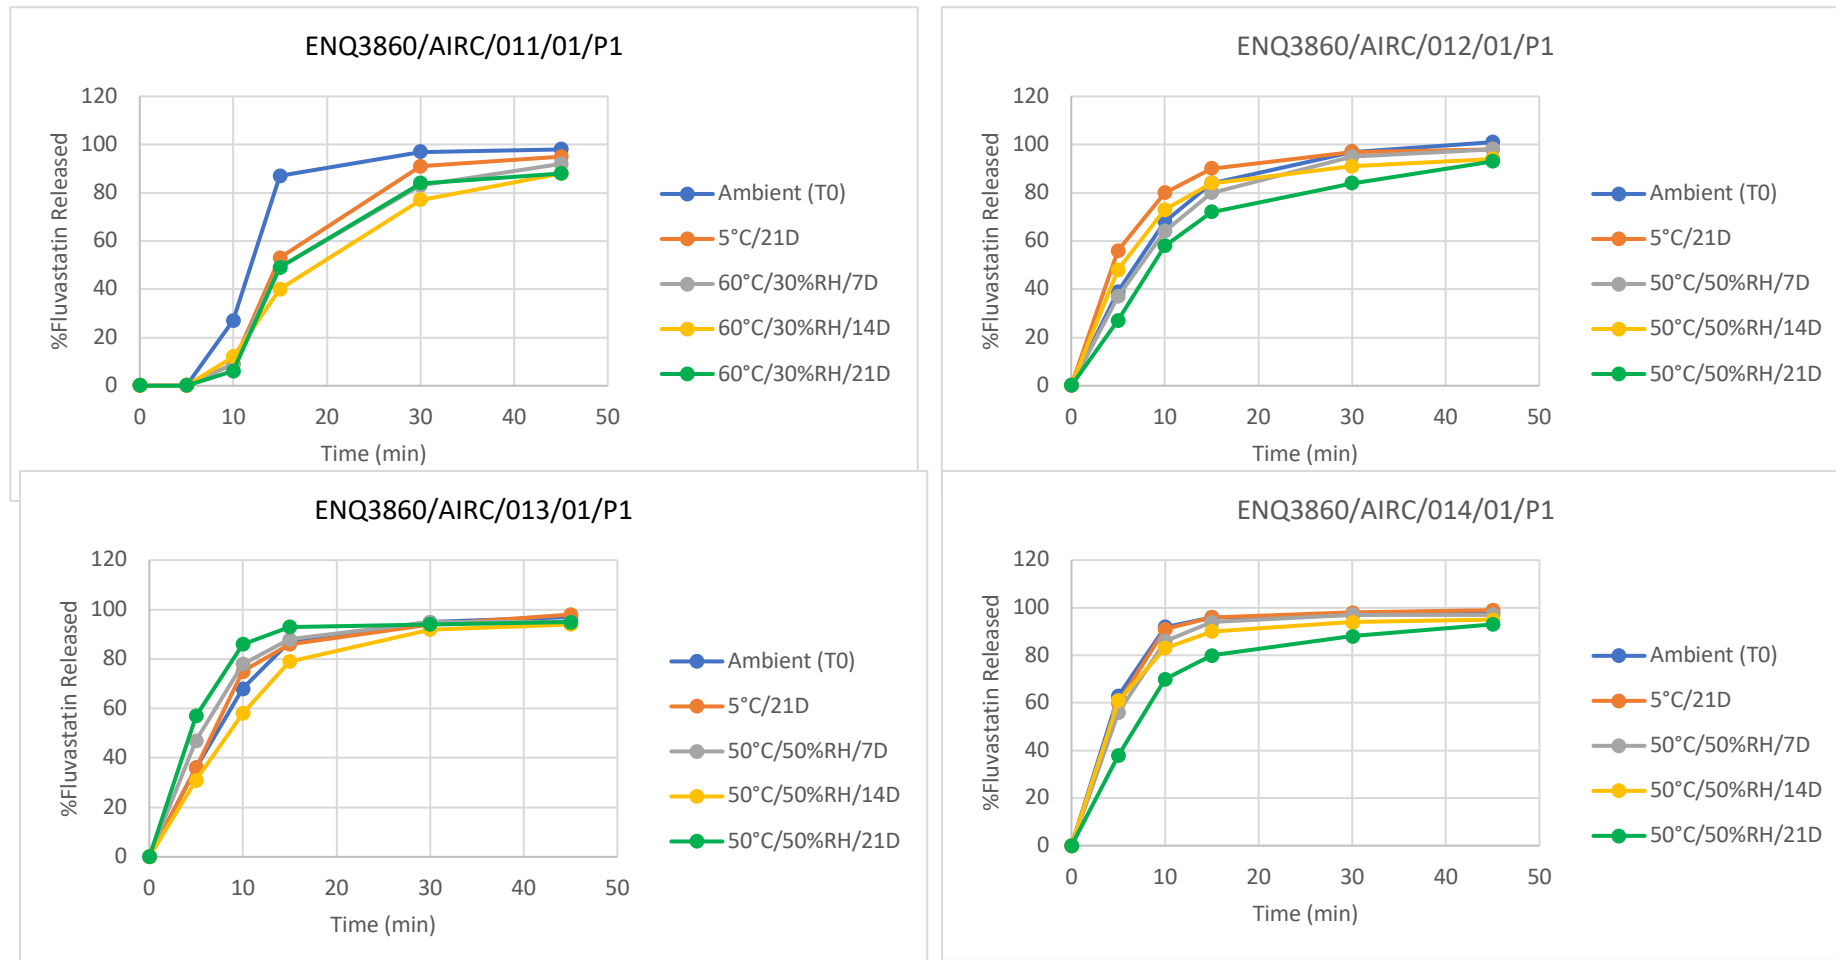 ENQ3860/AIRC/011/01/P1
120
100
80
60
40
20
0
%Fluvastatin Released
0 10 20 30 40 50
Time (min)
Ambient (T0)
5°C/21D
60°C/30%RH/7D
60°C/30%RH/14D
60°C/30%RH/21D
ENQ3860/AIRC/012/01/P1
120
100
80
60
40
20
0
%Fluvastatin Released
0 10 20 30 40 50
Time (min)
Ambient (T0)
5°C/21D
50°C/50%RH/7D
50°C/50%RH/14D
50°C/50%RH/21D
ENQ3860/AIRC/013/01/P1
120
100
80
60
40
20
0
%Fluvastatin Released
0 10 20 30 40 50
Time (min)
Ambient (T0)
5°C/21D
50°C/50%RH/7D
50°C/50%RH/14D
50°C/50%RH/21D
ENQ3860/AIRC/014/01/P1
120
100
80
60
40
20
0
%Fluvastatin Released
0 10 20 30 40 50
Time (min)
Ambient (T0)
5°C/21D
50°C/50%RH/7D
50°C/50%RH/14D
50°C/50%RH/21D